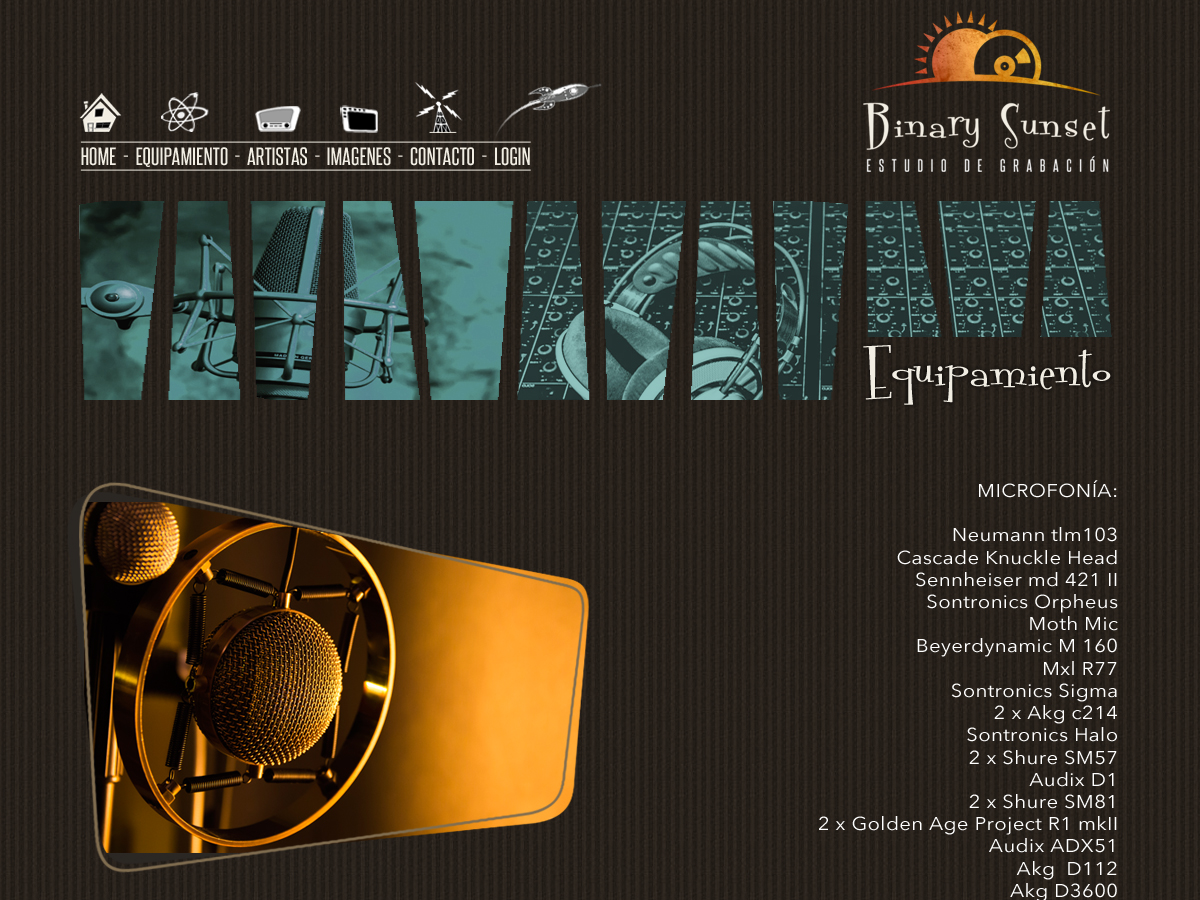 HOME - EQUIPAMIENTO - ARTISTAS - IMAGENES - CONTACTO - LOGIN
Binary Sunset
ESTUDIO DE GRABACIÓN
Equipamiento
MICROFONÍA:
Neumann tlm103
Cascade Knuckle Head
Sennheiser md 421 II
Sontronics Orpheus
Moth Mic
Beyerdynamic M 160
Mxl R77
Sontronics Sigma
2 x Akg c214
Sontronics Halo
2 x Shure SM57
Audix D1
2 x Shure SM81
2 x Golden Age Project R1 mkII
Audix ADX51
Akg  D112
Akg D3600